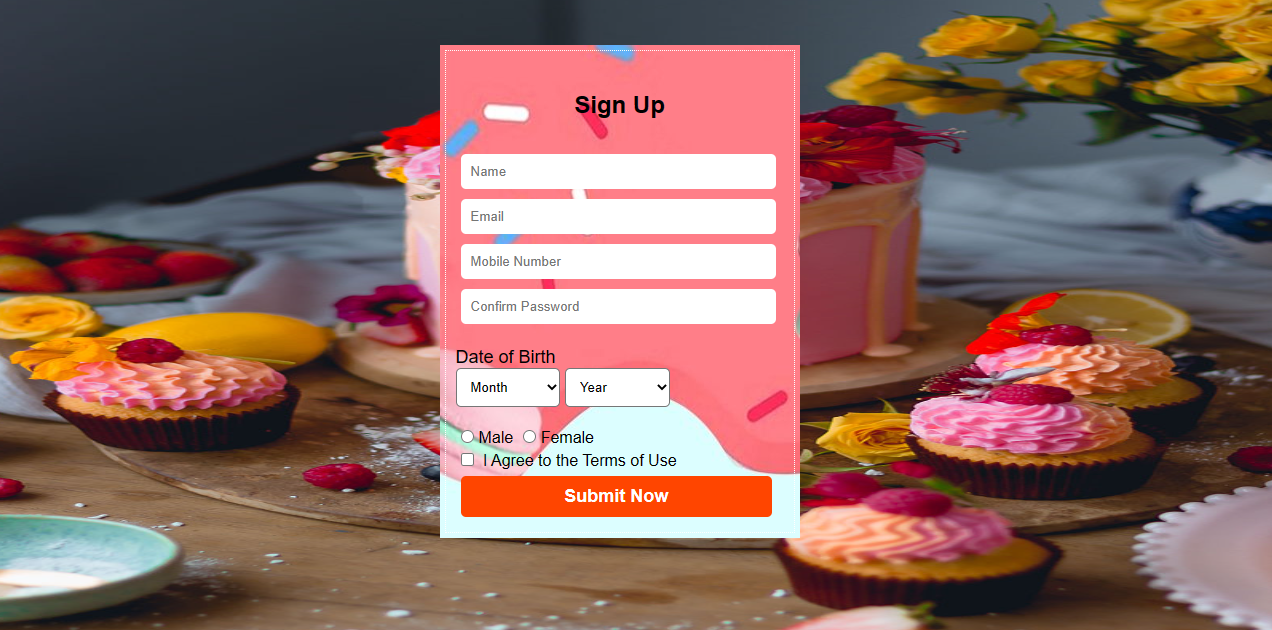 Sign Up
Name
Email
Mobile Number
Confirm Password
Date of Birth
Month Year
Male Female
I Agree to the Terms of Use
Submit Now